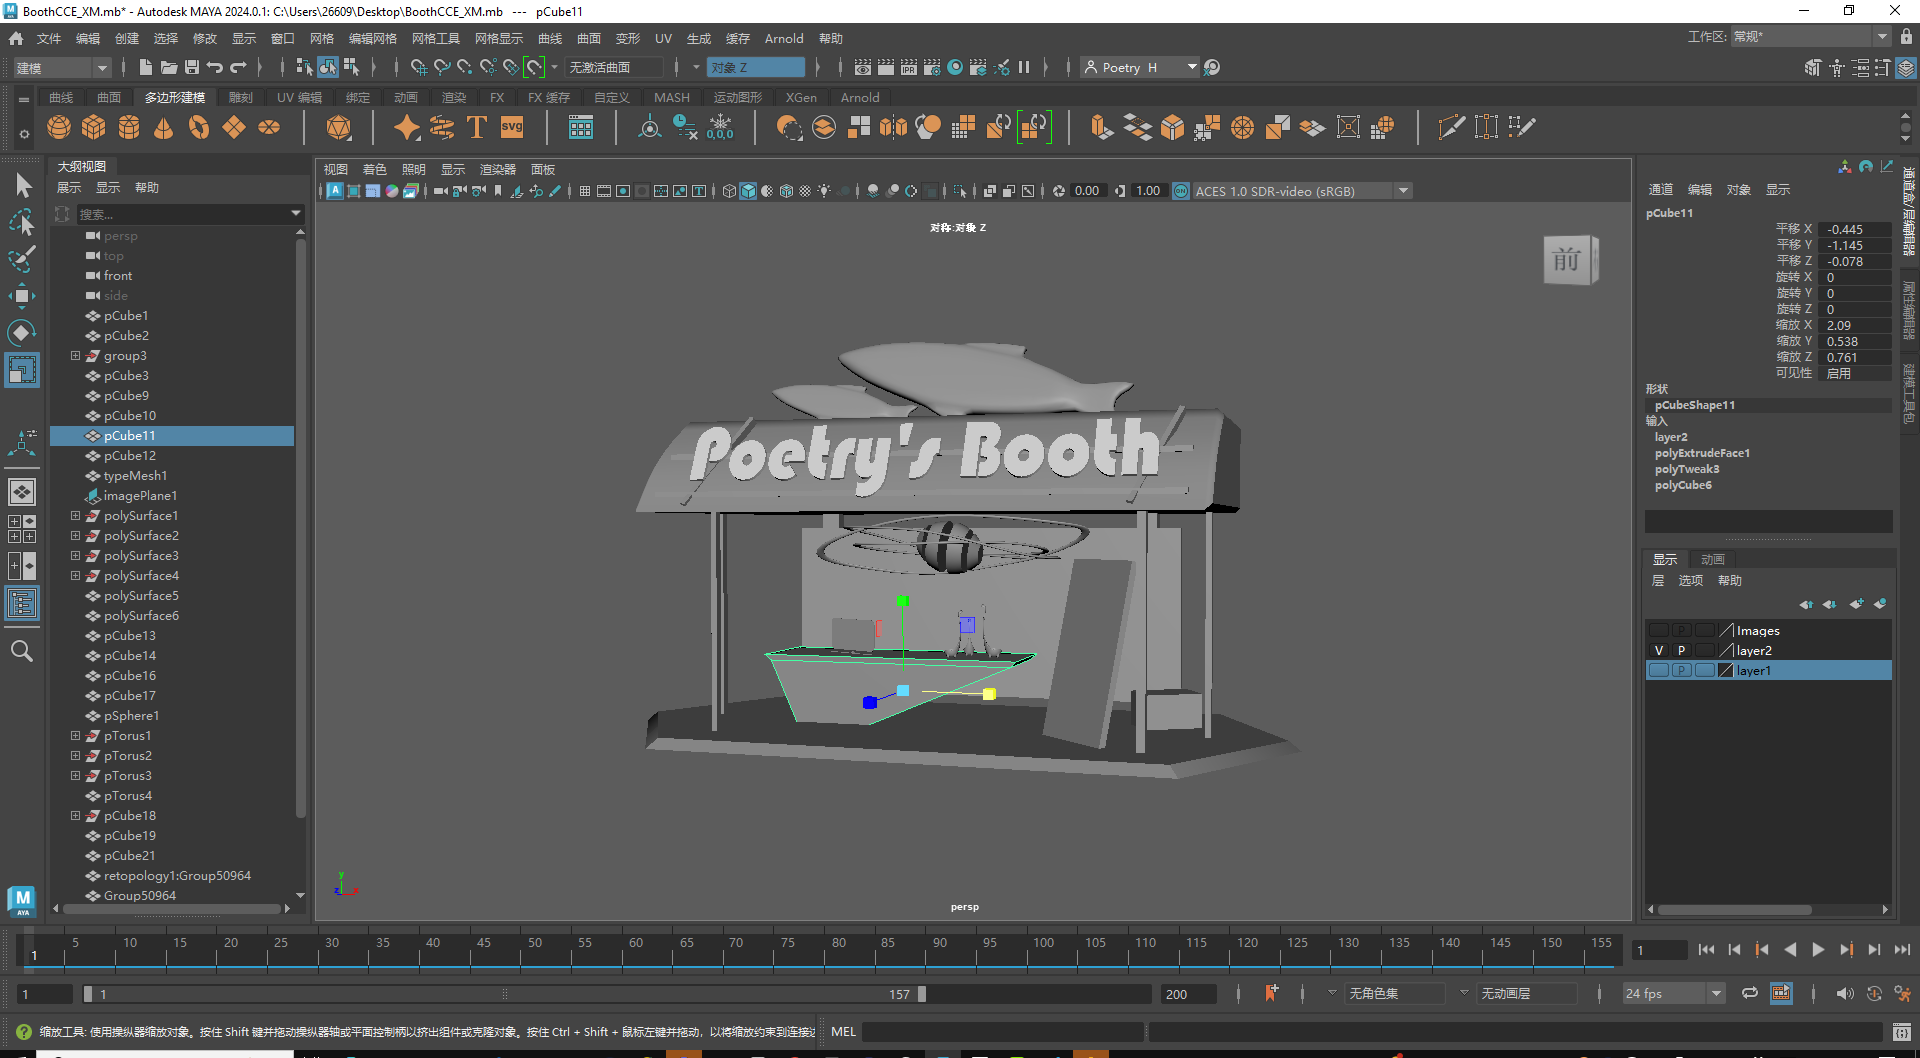 BoothCCE_XM.mb* - Autodesk MAYA 2024.0.1: C:\Users\26609\Desktop\BoothCCE_XM.mb --- pCube11
文件 编辑 创建 选择 修改 显示 窗口 网格 编辑网格 网格工具 网格显示 曲线 曲面 变形 UV 生成 缓存 Arnold 帮助
工作区: 常规*
建模
无激活曲面
对象 Z
Poetry H
曲线 曲面 多边形建模 雕刻 UV 编辑 绑定 动画 渲染 FX FX 缓存 自定义 MASH 运动图形 XGen Arnold
大纲视图
展示 显示 帮助
搜索...
persp
top
front
side
pCube1
pCube2
group3
pCube3
pCube9
pCube10
pCube11
pCube12
typeMesh1
imagePlane1
polySurface1
polySurface2
polySurface3
polySurface4
polySurface5
polySurface6
pCube13
pCube14
pCube16
pCube17
pSphere1
pTorus1
pTorus2
pTorus3
pTorus4
pCube18
pCube19
pCube21
retopology1:Group50964
Group50964
视图 着色 照明 显示 渲染器 面板
0.00
1.00
ACES 1.0 SDR-video (sRGB)
对称:对象 Z
前
Poetry's Booth
persp
通道 编辑 对象 显示
pCube11
平移 X -0.445
平移 Y -1.145
平移 Z -0.078
旋转 X 0
旋转 Y 0
旋转 Z 0
缩放 X 2.09
缩放 Y 0.538
缩放 Z 0.761
可见性 启用
形状
pCubeShape11
输入
layer2
polyExtrudeFace1
polyTweak3
polyCube6
显示 动画
层 选项 帮助
P Images
V P layer2
P layer1
通道盒/层编辑器
属性编辑器
建模工具包
5 10 15 20 25 30 35 40 45 50 55 60 65 70 75 80 85 90 95 100 105 110 115 120 125 130 135 140 145 150 155
1
1
1
1
157
200
无角色集
无动画层
24 fps
缩放工具: 使用操纵器缩放对象。按住 Shift 键并拖动操纵器轴或平面控制柄以挤出组件或克隆对象。按住 Ctrl + Shift + 鼠标左键并拖动，以将缩放约束到连接
MEL